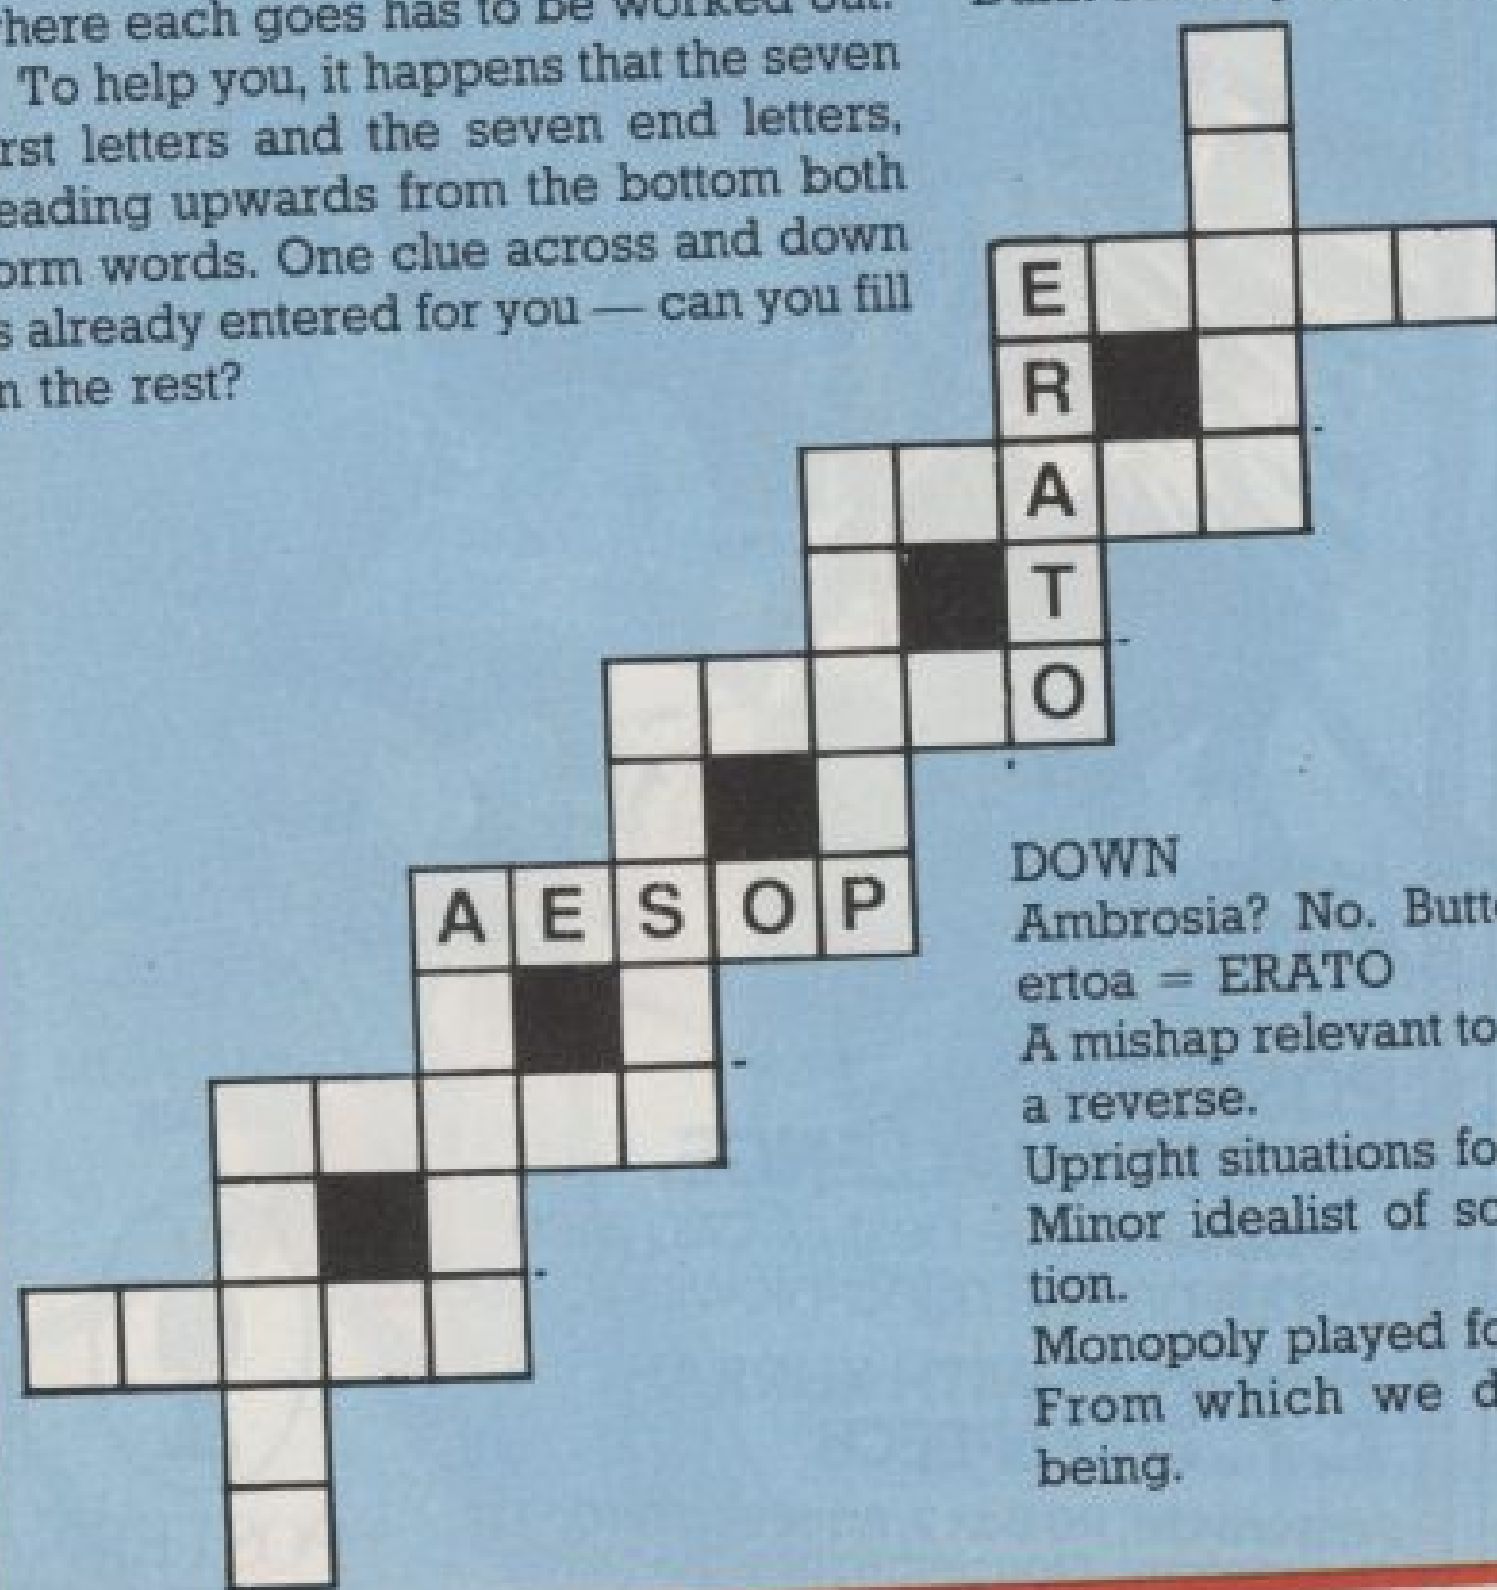 here each goes has to be worked out.
To help you, it happens that the seven
rst letters and the seven end letters,
eading upwards from the bottom both
orm words. One clue across and down
s already entered for you — can you fill
n the rest?
E
R
A
T
O
A E S O P
DOWN
Ambrosia? No. Butt
ertoa = ERATO
A mishap relevant to
a reverse.
Upright situations fo
Minor idealist of so
tion.
Monopoly played fo
From which we d
being.